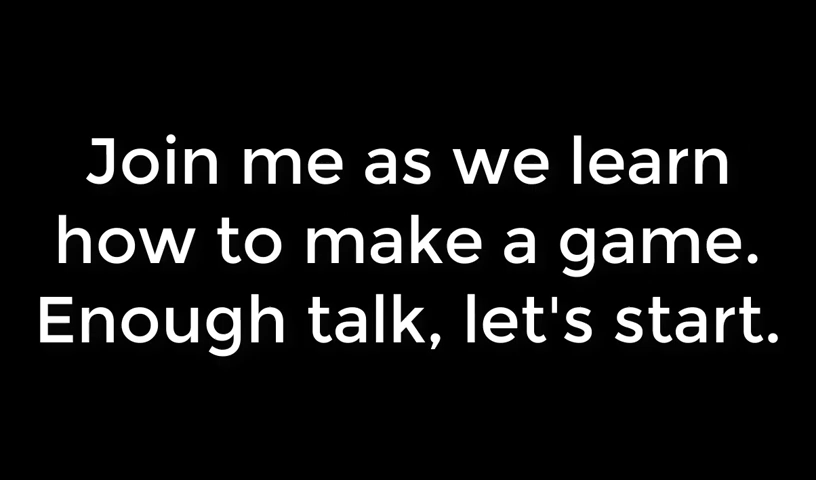 Join me as we learn
how to make a game.
Enough talk, let's start.